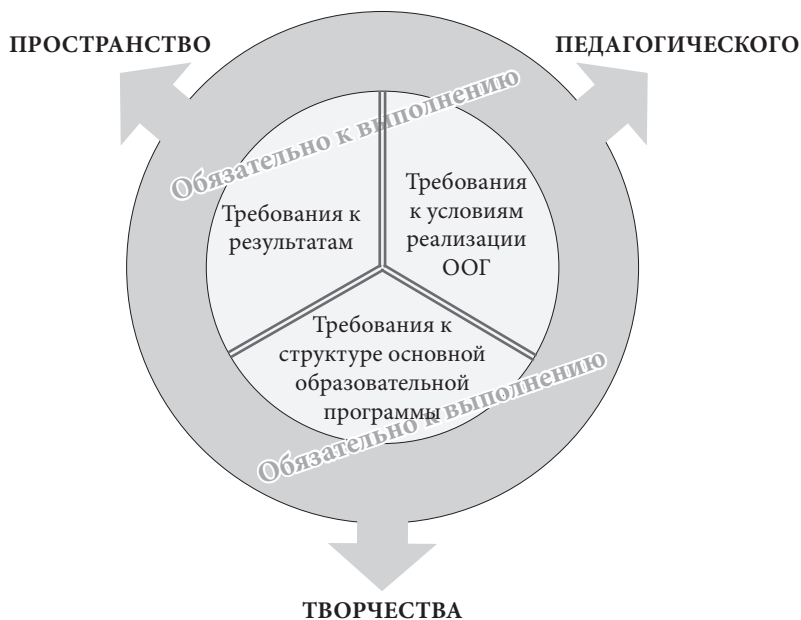 ПРОСТРАНСТВО
ПЕДАГОГИЧЕСКОГО
Обязательно к выполнению
Требования к
результатам
Требования
к условиям
реализации
ООГ
Требования к
структуре основной
образовательной
программы
Обязательно к выполнению
ТВОРЧЕСТВА